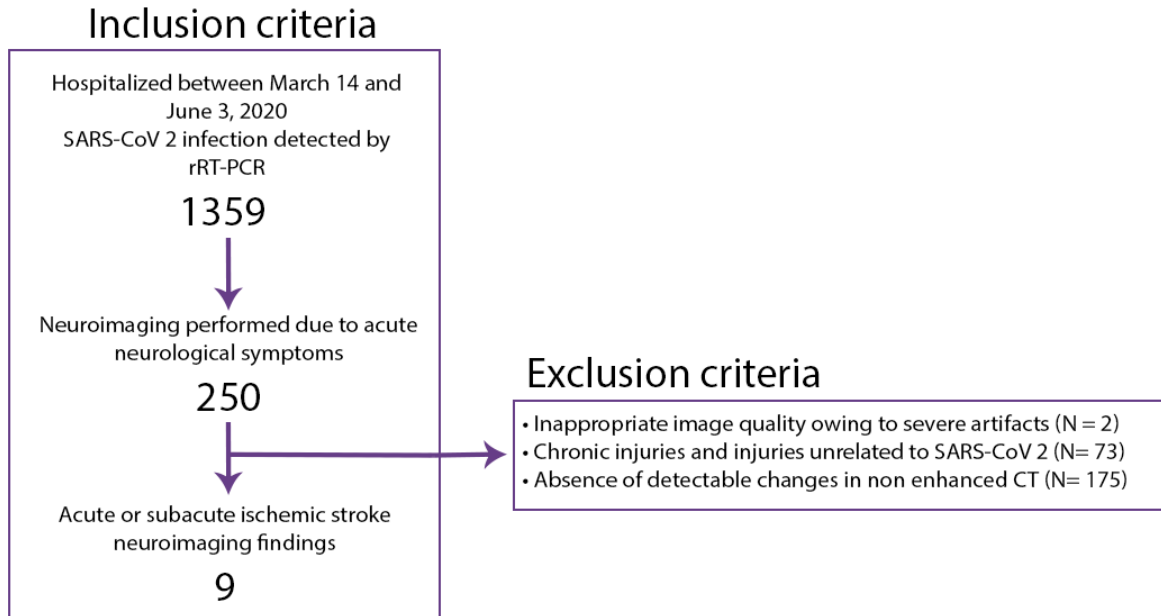 Inclusion criteria
Hospitalized between March 14 and
June 3, 2020
SARS-CoV 2 infection detected by
rRT-PCR
1359
Neuroimaging performed due to acute
neurological symptoms
250
Exclusion criteria
• Inappropriate image quality owing to severe artifacts (N = 2)
• Chronic injuries and injuries unrelated to SARS-CoV 2 (N= 73)
• Absence of detectable changes in non enhanced CT (N= 175)
Acute or subacute ischemic stroke
neuroimaging findings
9